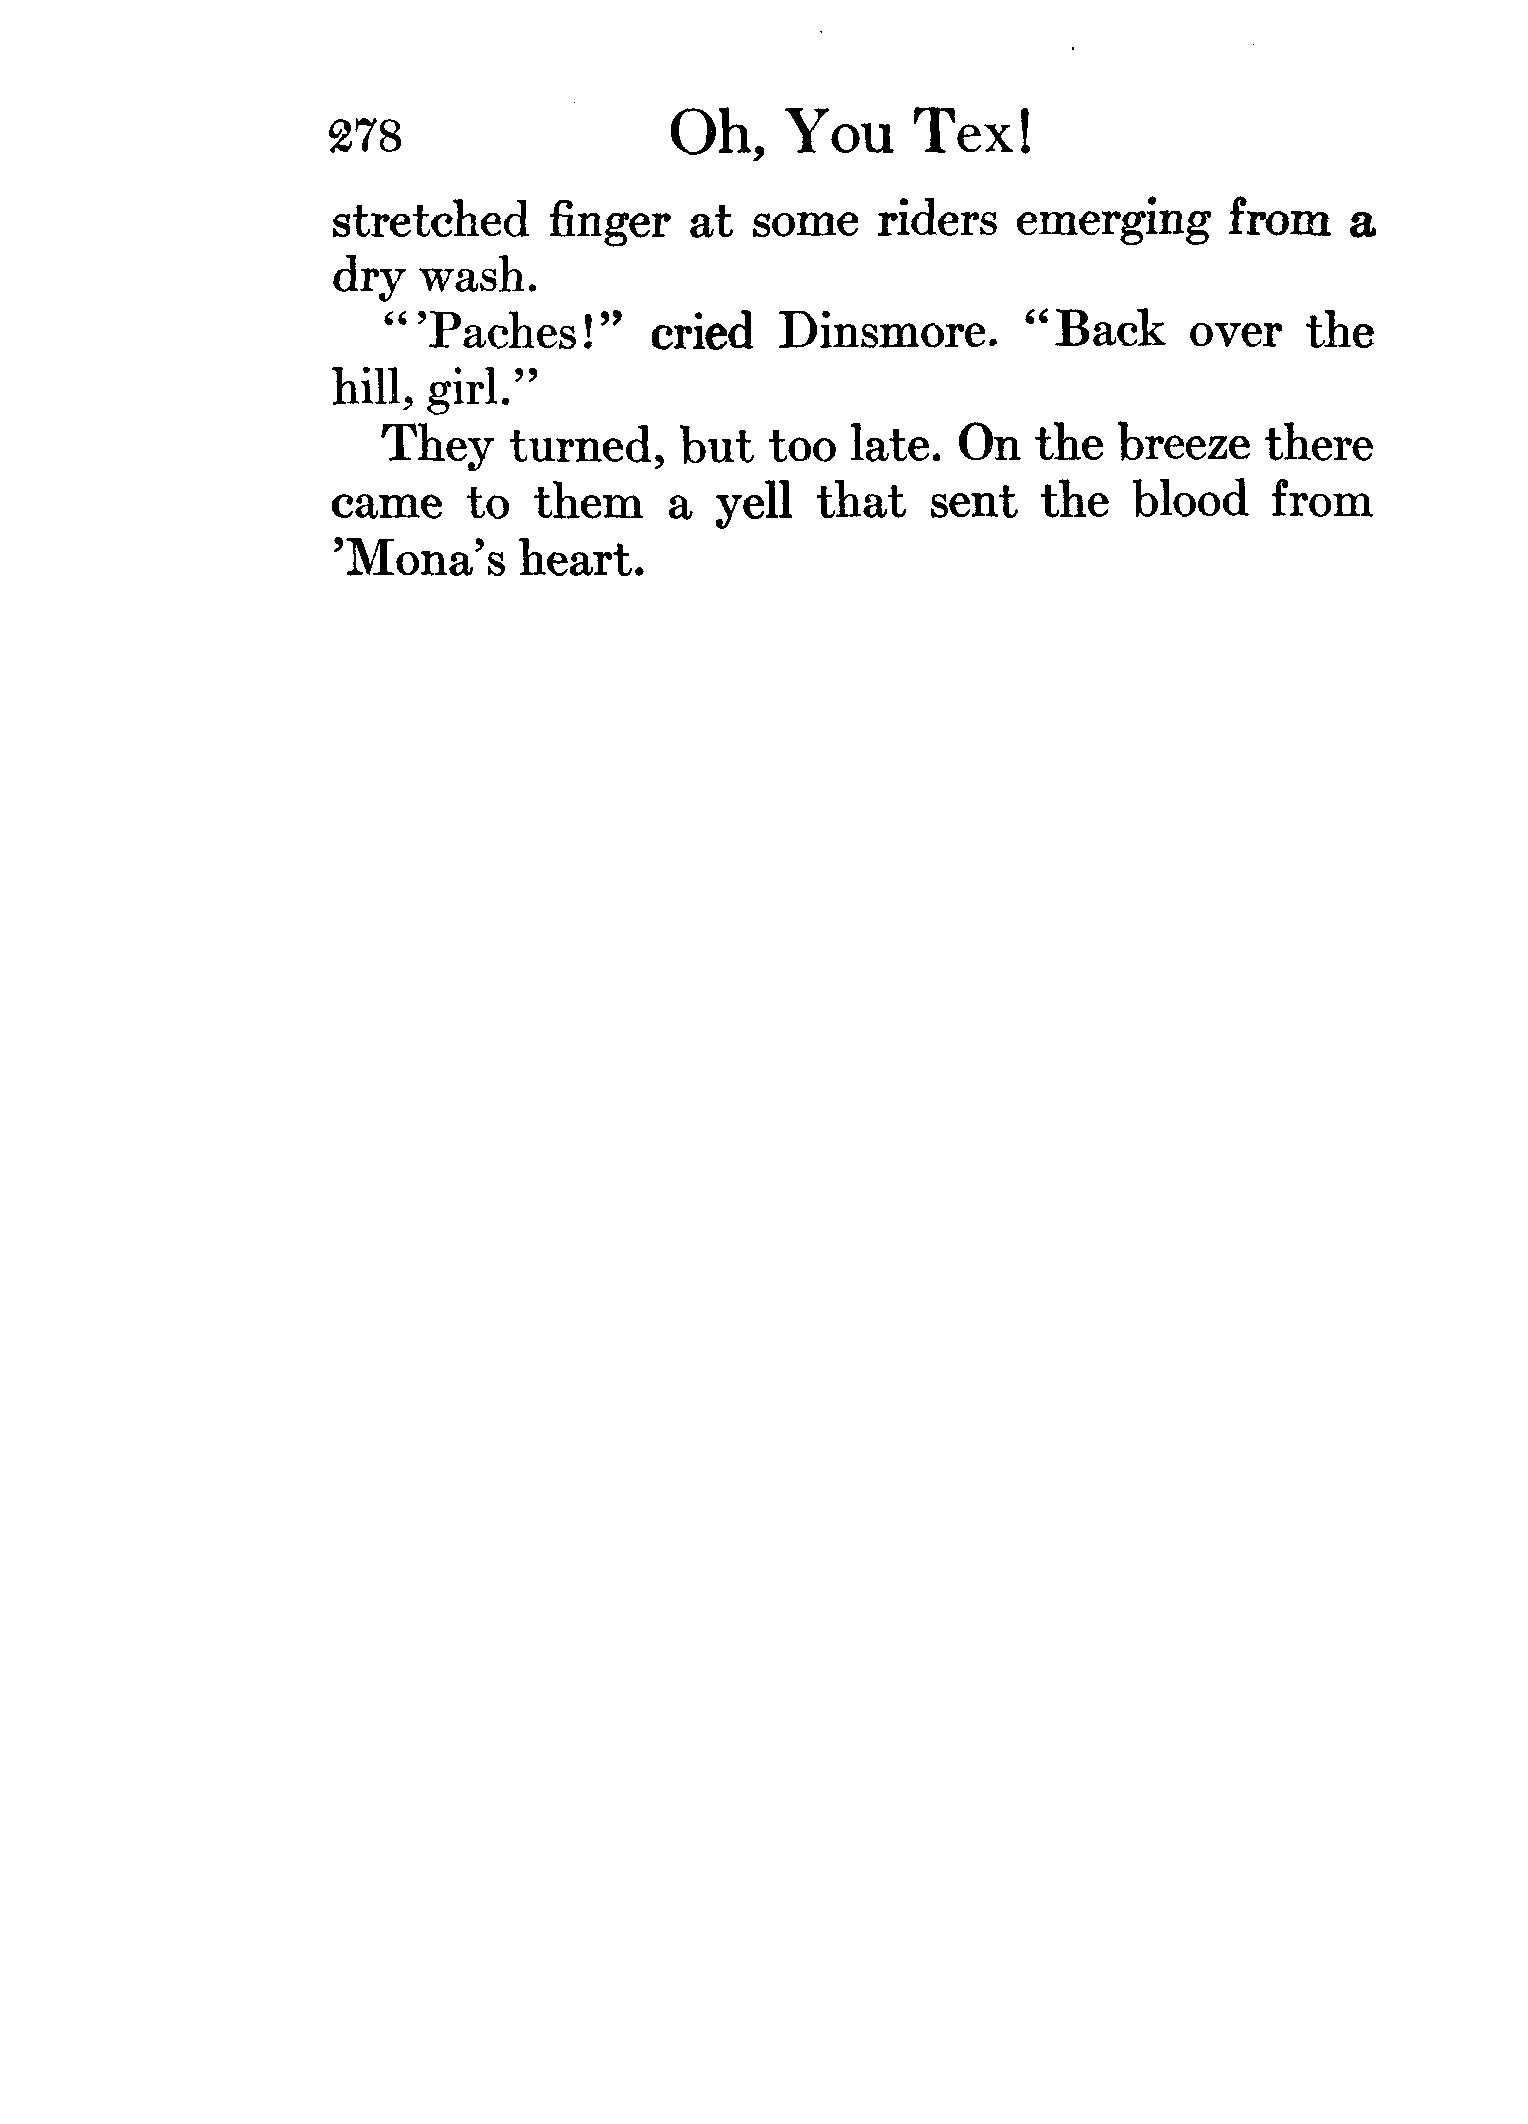 278 Oh, You Tex!
stretched finger at some riders emerging from a
dry wash.
“’Paches!” cried Dinsmore. “Back over the
hill, girl.”
They turned, but too late. On the breeze there
came to them a yell that sent the blood from
’Mona’s heart.